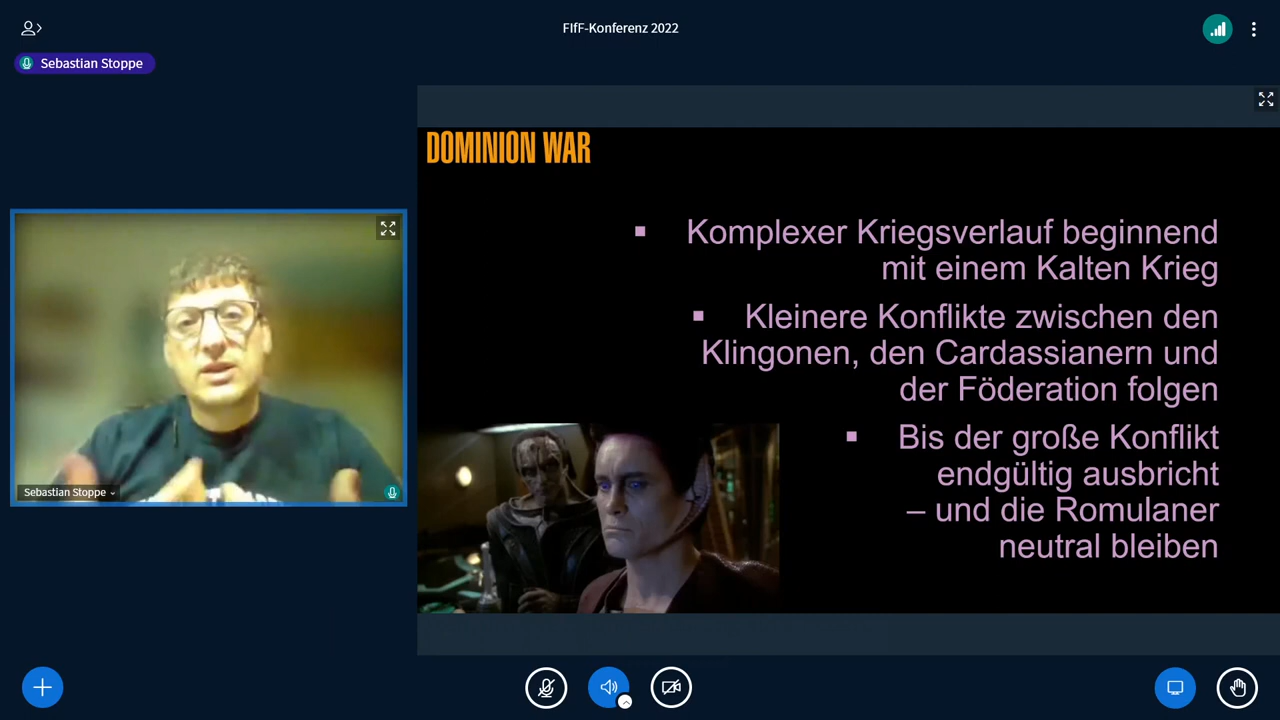 FIfF-Konferenz 2022
Sebastian Stoppe
DOMINION WAR
▪ Komplexer Kriegsverlauf beginnend
mit einem Kalten Krieg
▪ Kleinere Konflikte zwischen den
Klingonen, den Cardassianern und
der Föderation folgen
▪ Bis der große Konflikt
endgültig ausbricht
– und die Romulaner
neutral bleiben
Sebastian Stoppe